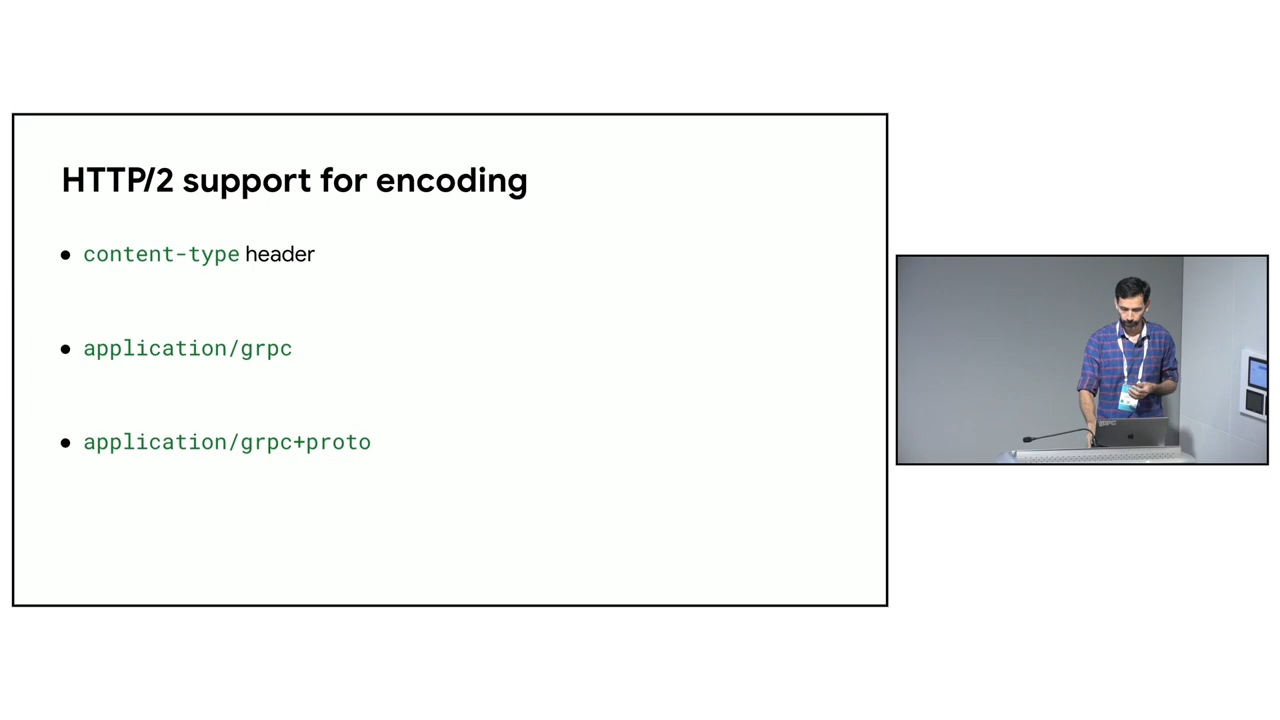 HTTP/2 support for encoding
● content-type header
● application/grpc
● application/grpc+proto